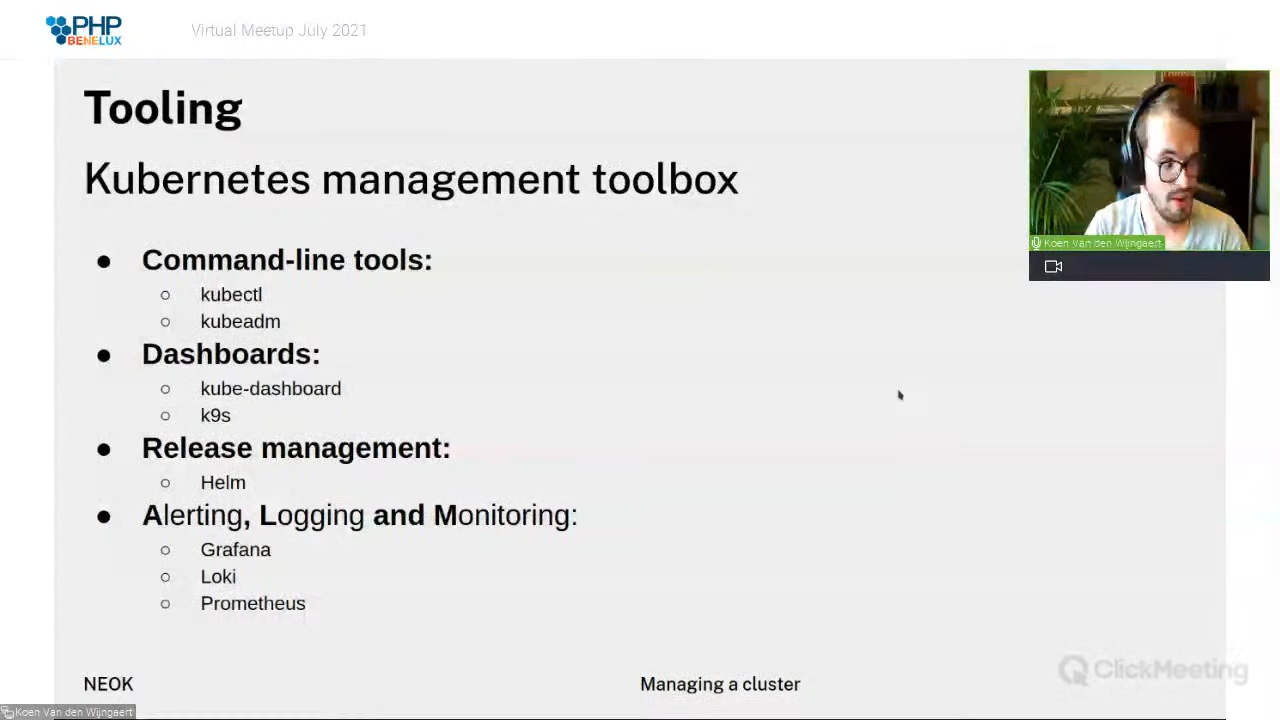 PHP
BENELUX
Virtual Meetup July 2021
Tooling
Kubernetes management toolbox
Command-line tools:
kubectl
kubeadm
Dashboards:
kube-dashboard
k9s
Release management:
Helm
Alerting, Logging and Monitoring:
Grafana
Loki
Prometheus
NEOK
Managing a cluster
Koen Van den Wijngaert
ClickMeeting
Koen Van den Wijngaert